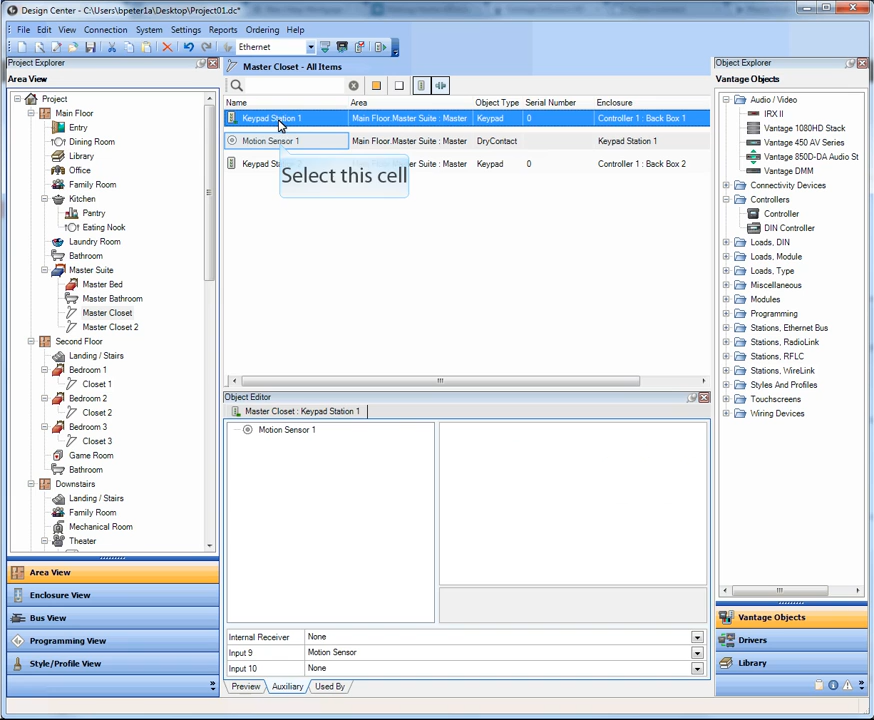 Design Center - C:\Users\bpeter1a\Desktop\Project01.dc*
File Edit View Connection System Settings Reports Ordering Help
Ethernet
Project Explorer
Area View
Project
Main Floor
Entry
Dining Room
Library
Office
Family Room
Kitchen
Pantry
Eating Nook
Laundry Room
Bathroom
Master Suite
Master Bed
Master Bathroom
Master Closet
Master Closet 2
Second Floor
Landing / Stairs
Bedroom 1
Closet 1
Bedroom 2
Closet 2
Bedroom 3
Closet 3
Game Room
Bathroom
Downstairs
Landing / Stairs
Family Room
Mechanical Room
Theater
Area View
Enclosure View
Bus View
Programming View
Style/Profile View
Master Closet - All Items
Name Area Object Type Serial Number Enclosure
Keypad Station 1 Main Floor.Master Suite : Master Keypad 0 Controller 1 : Back Box 1
Motion Sensor 1 Main Floor.Master Suite : Master DryContact Keypad Station 1
Keypad Main Floor.Master Suite : Master Keypad 0 Controller 1 : Back Box 2
Select this cell
Object Editor
Master Closet : Keypad Station 1
Motion Sensor 1
Internal Receiver None
Input 9 Motion Sensor
Input 10 None
Preview Auxiliary Used By
Object Explorer
Vantage Objects
Audio / Video
IRX II
Vantage 1080HD Stack
Vantage 450 AV Series
Vantage 850D-DA Audio St
Vantage DMM
Connectivity Devices
Controllers
Controller
DIN Controller
Loads, DIN
Loads, Module
Loads, Type
Miscellaneous
Modules
Programming
Stations, Ethernet Bus
Stations, RadioLink
Stations, RFLC
Stations, WireLink
Styles And Profiles
Touchscreens
Wiring Devices
Vantage Objects
Drivers
Library